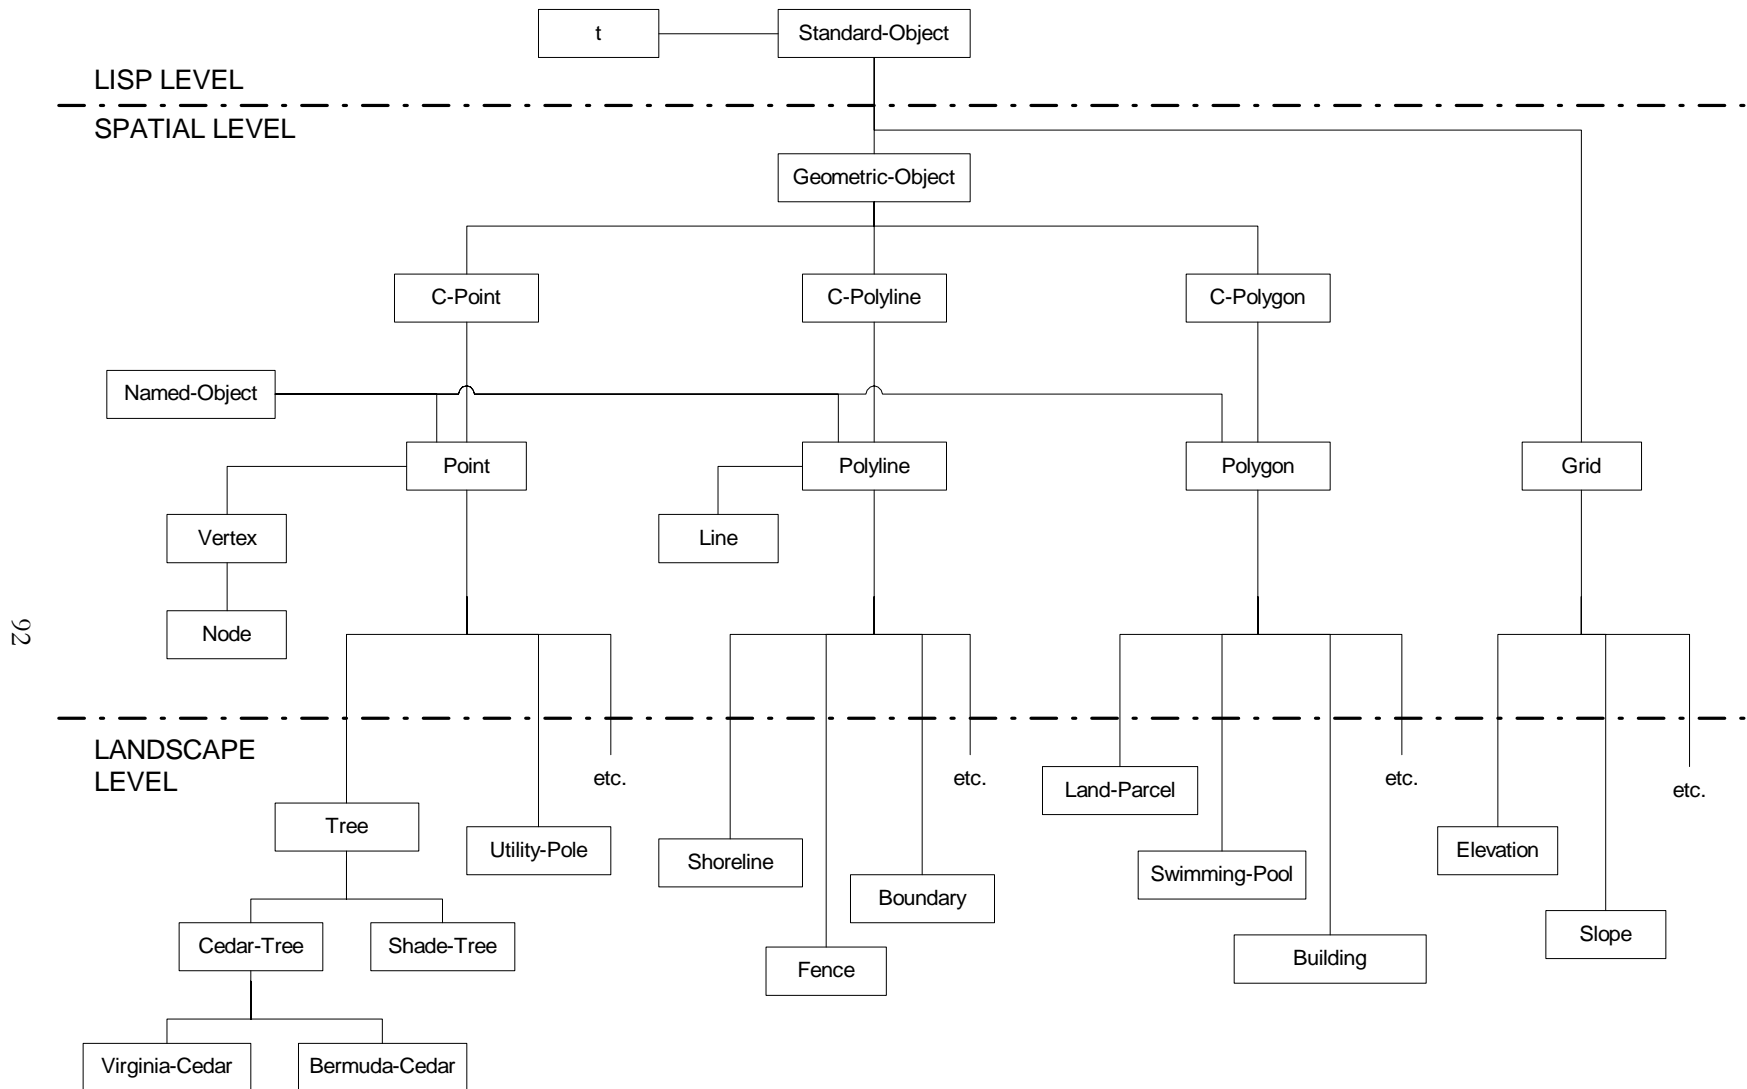 t
Standard-Object
LISP LEVEL
SPATIAL LEVEL
Geometric-Object
C-Point
C-Polyline
C-Polygon
Named-Object
Point
Polyline
Polygon
Grid
Vertex
Line
Node
92
LANDSCAPE
LEVEL
etc.
etc.
etc.
etc.
Land-Parcel
Tree
Utility-Pole
Shoreline
Swimming-Pool
Elevation
Boundary
Cedar-Tree
Shade-Tree
Slope
Building
Fence
Virginia-Cedar
Bermuda-Cedar